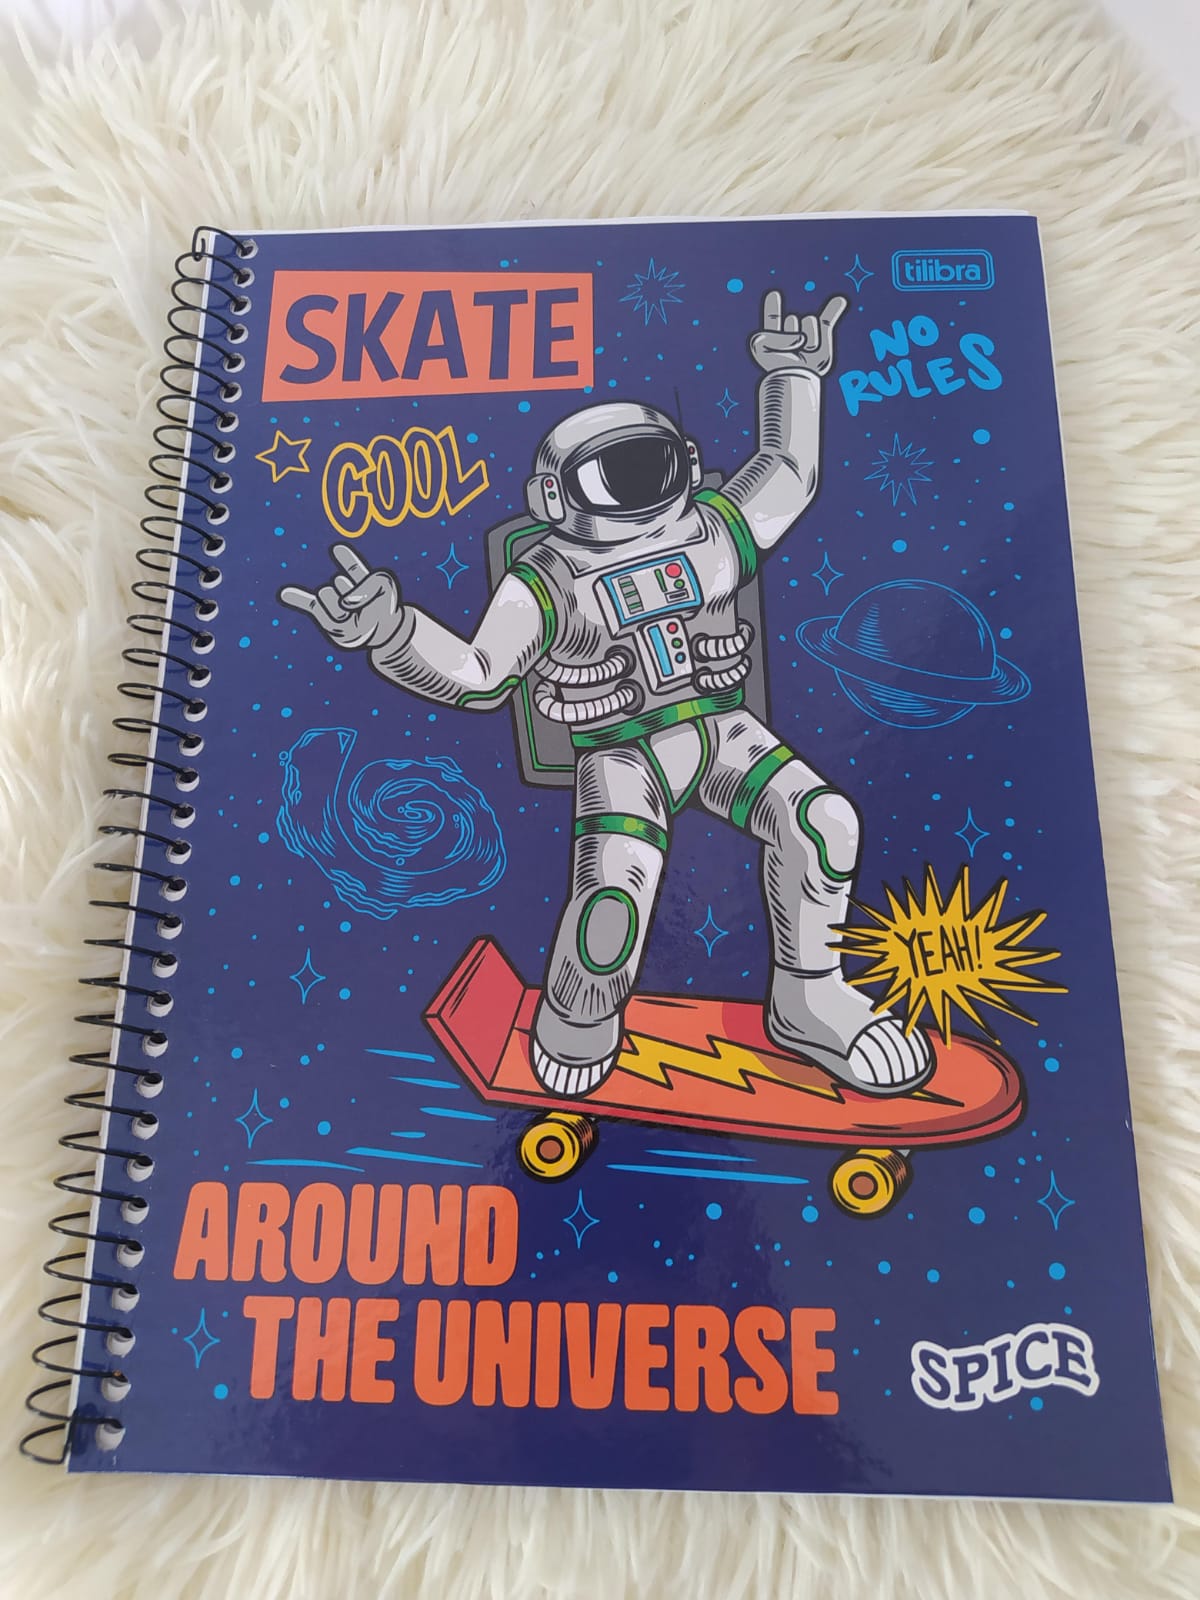 SKATE
tilibra
NO
RULES
COOL
YEAH!
AROUND
THE UNIVERSE
SPICE